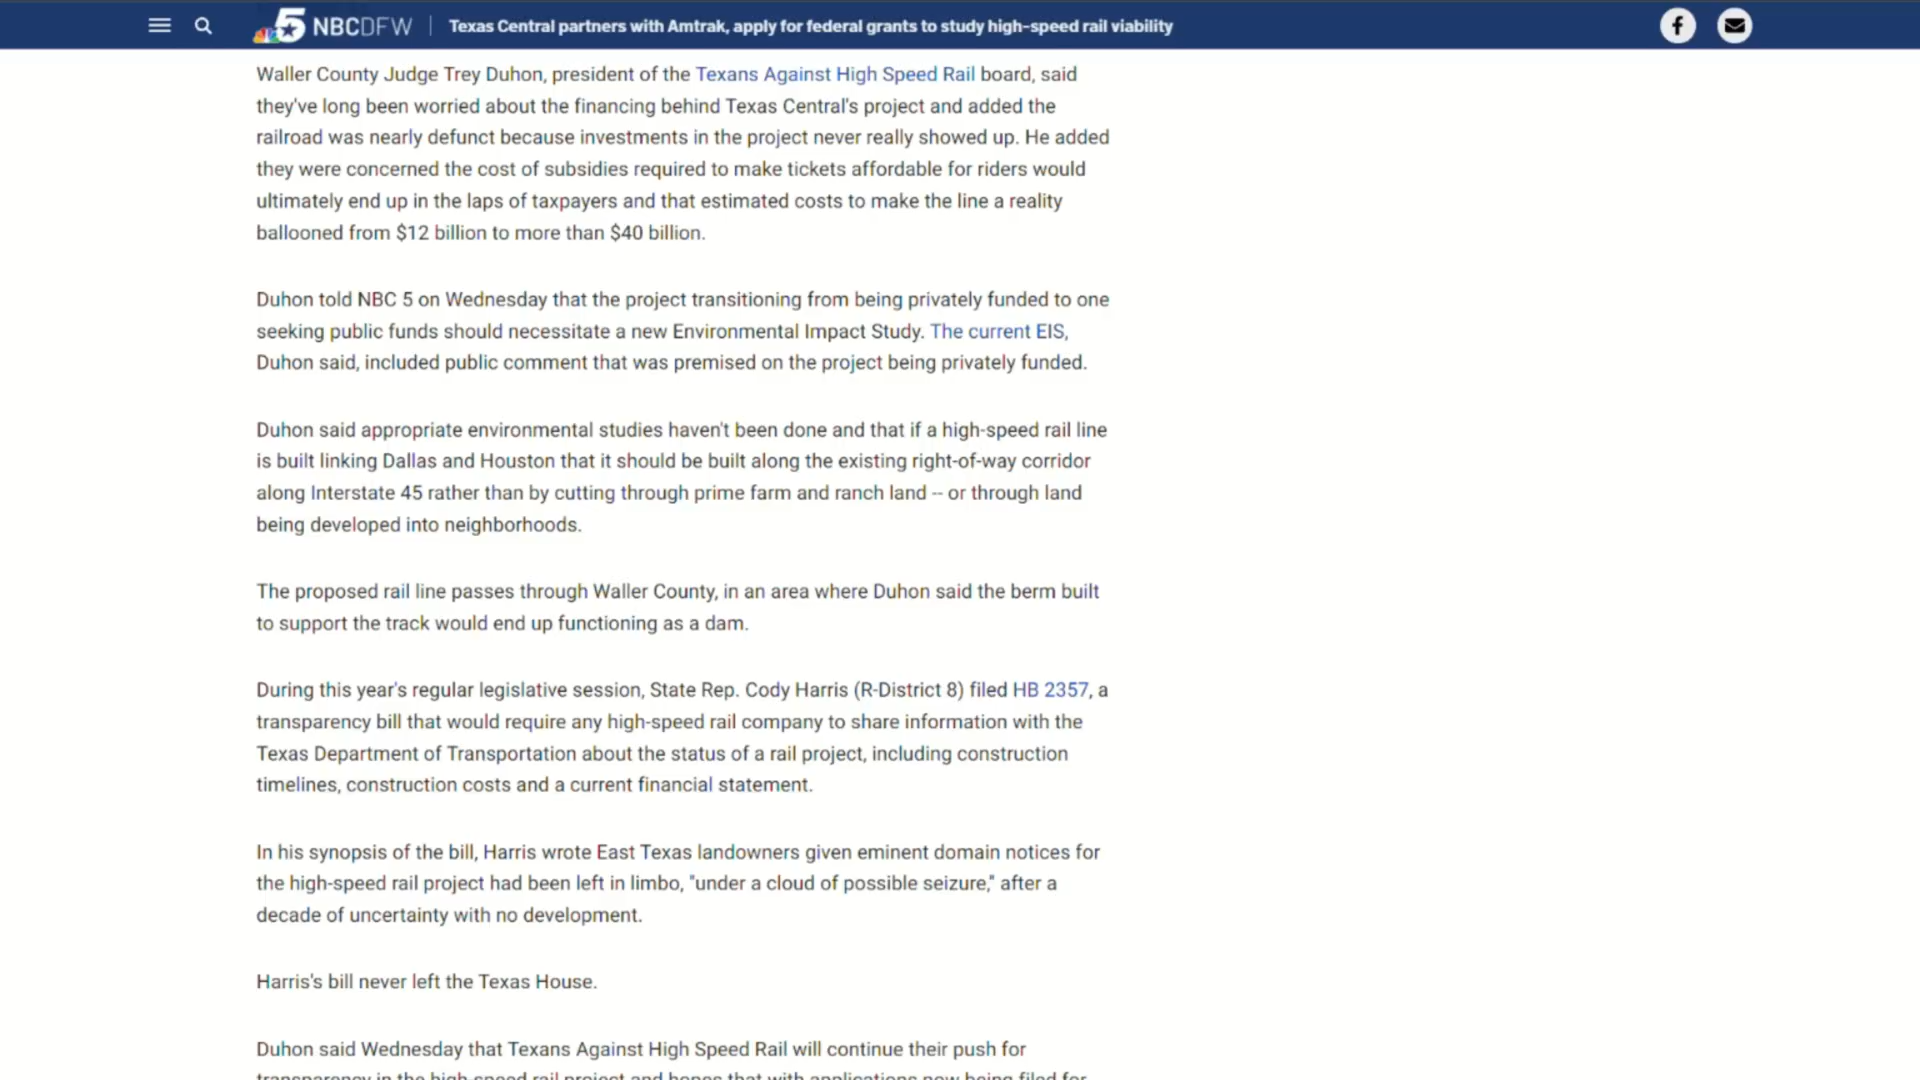 5 NBCDFW | Texas Central partners with Amtrak, apply for federal grants to study high-speed rail viability
Waller County Judge Trey Duhon, president of the Texans Against High Speed Rail board, said
they've long been worried about the financing behind Texas Central's project and added the
railroad was nearly defunct because investments in the project never really showed up. He added
they were concerned the cost of subsidies required to make tickets affordable for riders would
ultimately end up in the laps of taxpayers and that estimated costs to make the line a reality
ballooned from $12 billion to more than $40 billion.
Duhon told NBC 5 on Wednesday that the project transitioning from being privately funded to one
seeking public funds should necessitate a new Environmental Impact Study. The current EIS,
Duhon said, included public comment that was premised on the project being privately funded.
Duhon said appropriate environmental studies haven't been done and that if a high-speed rail line
is built linking Dallas and Houston that it should be built along the existing right-of-way corridor
along Interstate 45 rather than by cutting through prime farm and ranch land -- or through land
being developed into neighborhoods.
The proposed rail line passes through Waller County, in an area where Duhon said the berm built
to support the track would end up functioning as a dam.
During this year's regular legislative session, State Rep. Cody Harris (R-District 8) filed HB 2357, a
transparency bill that would require any high-speed rail company to share information with the
Texas Department of Transportation about the status of a rail project, including construction
timelines, construction costs and a current financial statement.
In his synopsis of the bill, Harris wrote East Texas landowners given eminent domain notices for
the high-speed rail project had been left in limbo, "under a cloud of possible seizure," after a
decade of uncertainty with no development.
Harris's bill never left the Texas House.
Duhon said Wednesday that Texans Against High Speed Rail will continue their push for
transparency in the high-speed rail project and hopes that with applications now being filed for